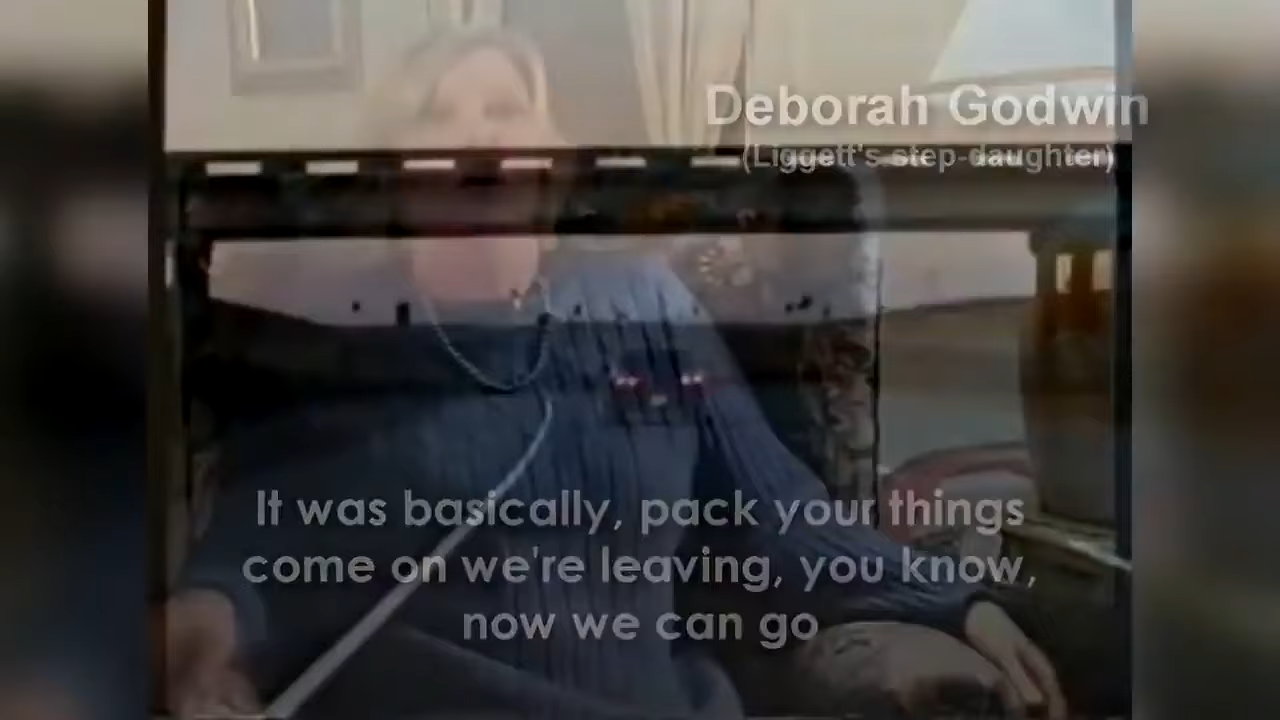 Deborah Godwin
(Liggett's step-daughter)
It was basically, pack your things
come on we're leaving, you know,
now we can go